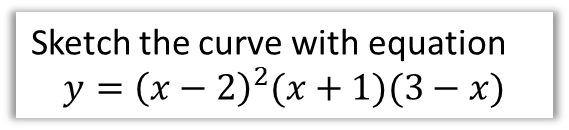 Sketch the curve with equation
y = (x − 2)²(x + 1)(3 − x)